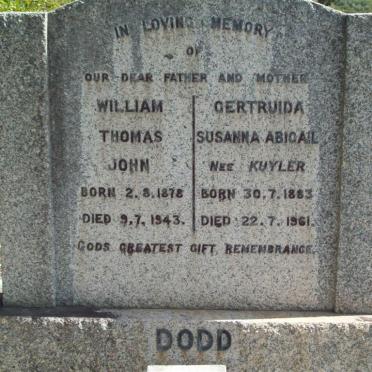 IN LOVING MEMORY
OF
OUR DEAR FATHER AND MOTHER
WILLIAM
THOMAS
JOHN
BORN 2.8.1878
DIED 9.7.1943.
GERTRUIDA
SUSANNA ABIGAIL
NEE KUYLER
BORN 30.7.1883
DIED 22.7.1961.
GODS GREATEST GIFT REMEMBRANCE.
DODD